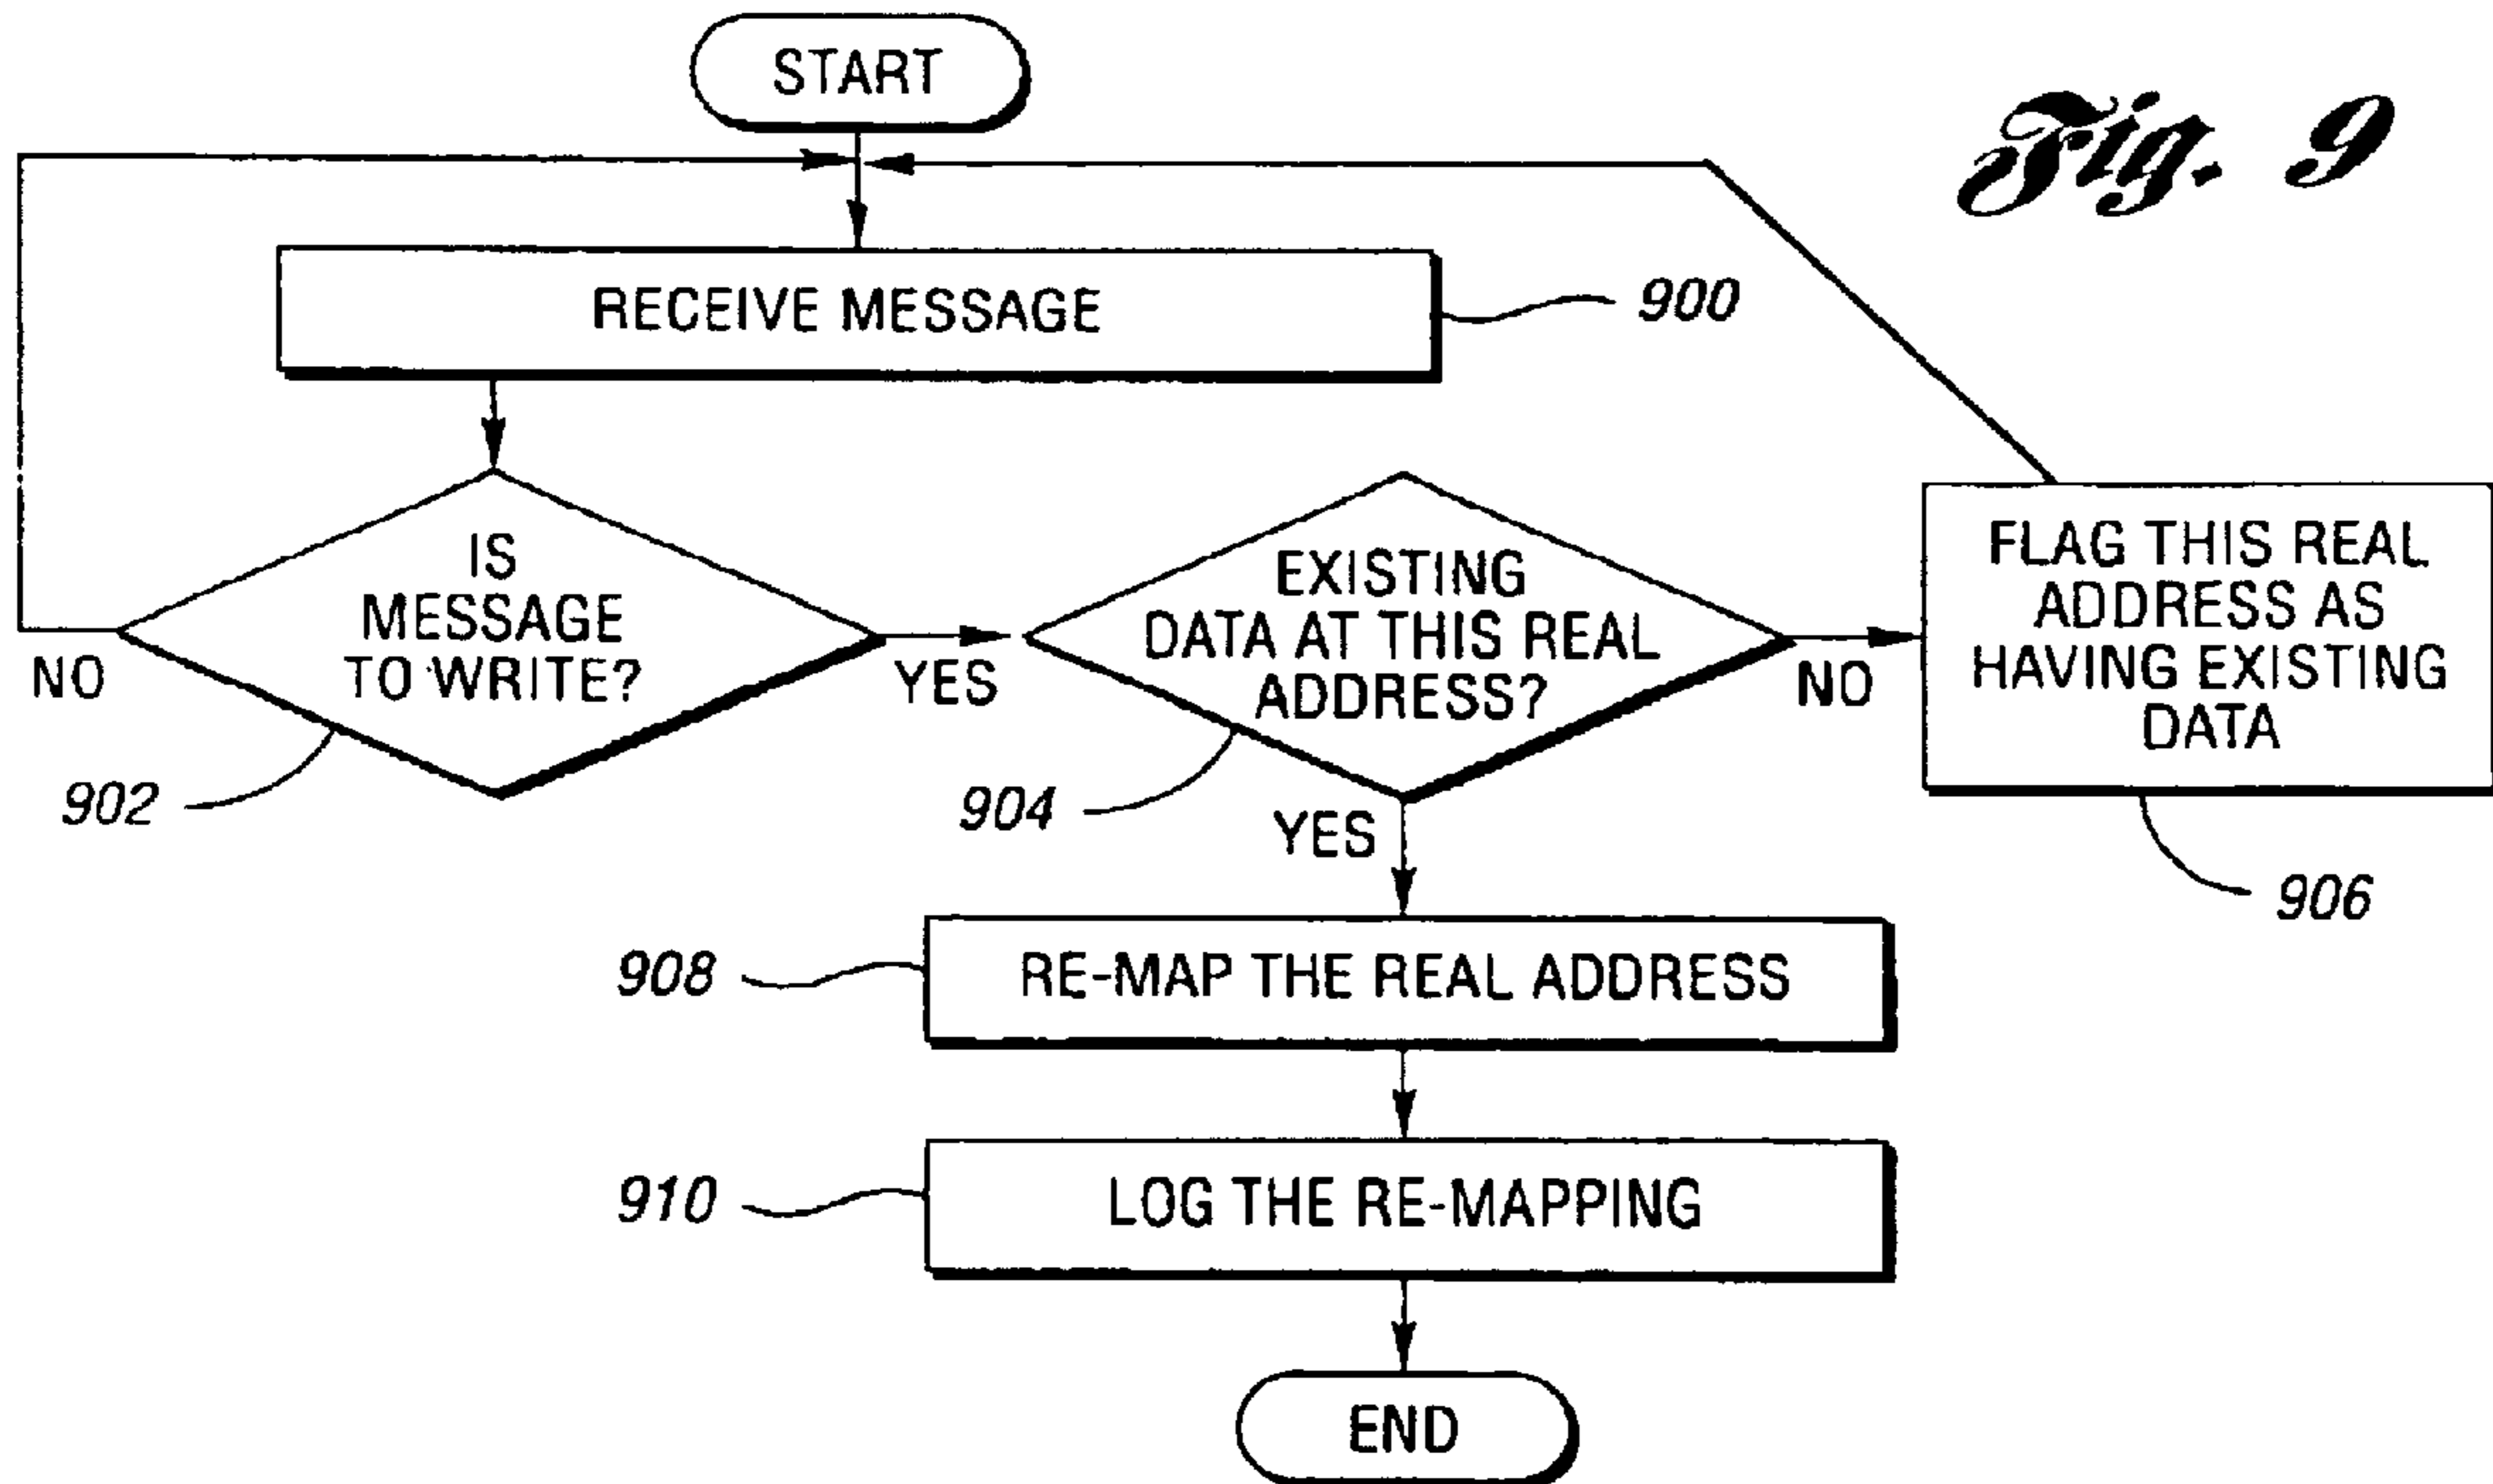 START
Fig. 9
RECEIVE MESSAGE
900
IS
MESSAGE
TO WRITE?
NO
YES
902
EXISTING
DATA AT THIS REAL
ADDRESS?
NO
YES
904
FLAG THIS REAL
ADDRESS AS
HAVING EXISTING
DATA
906
908
RE-MAP THE REAL ADDRESS
910
LOG THE RE-MAPPING
END